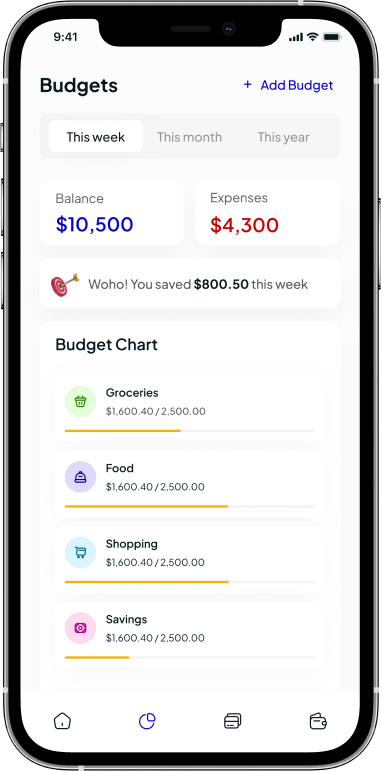 9:41
Budgets
+ Add Budget
This week This month This year
Balance
$10,500
Expenses
$4,300
Woho! You saved $800.50 this week
Budget Chart
Groceries
$1,600.40 / 2,500.00
Food
$1,600.40 / 2,500.00
Shopping
$1,600.40 / 2,500.00
Savings
$1,600.40 / 2,500.00